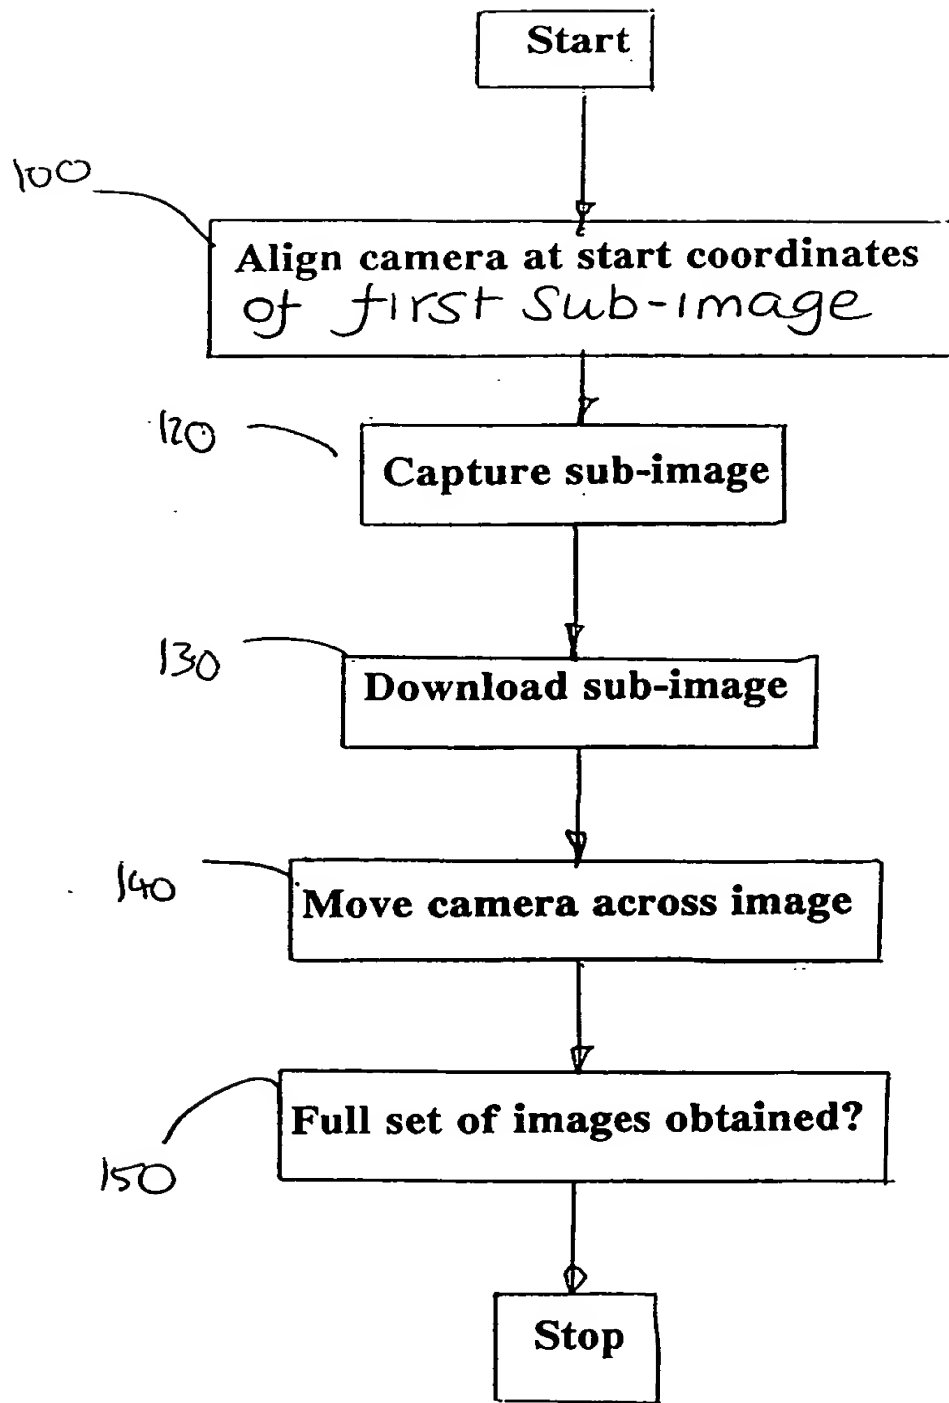 Start
100
Align camera at start coordinates
of first sub-image
120
Capture sub-image
130
Download sub-image
140
Move camera across image
150
Full set of images obtained?
Stop